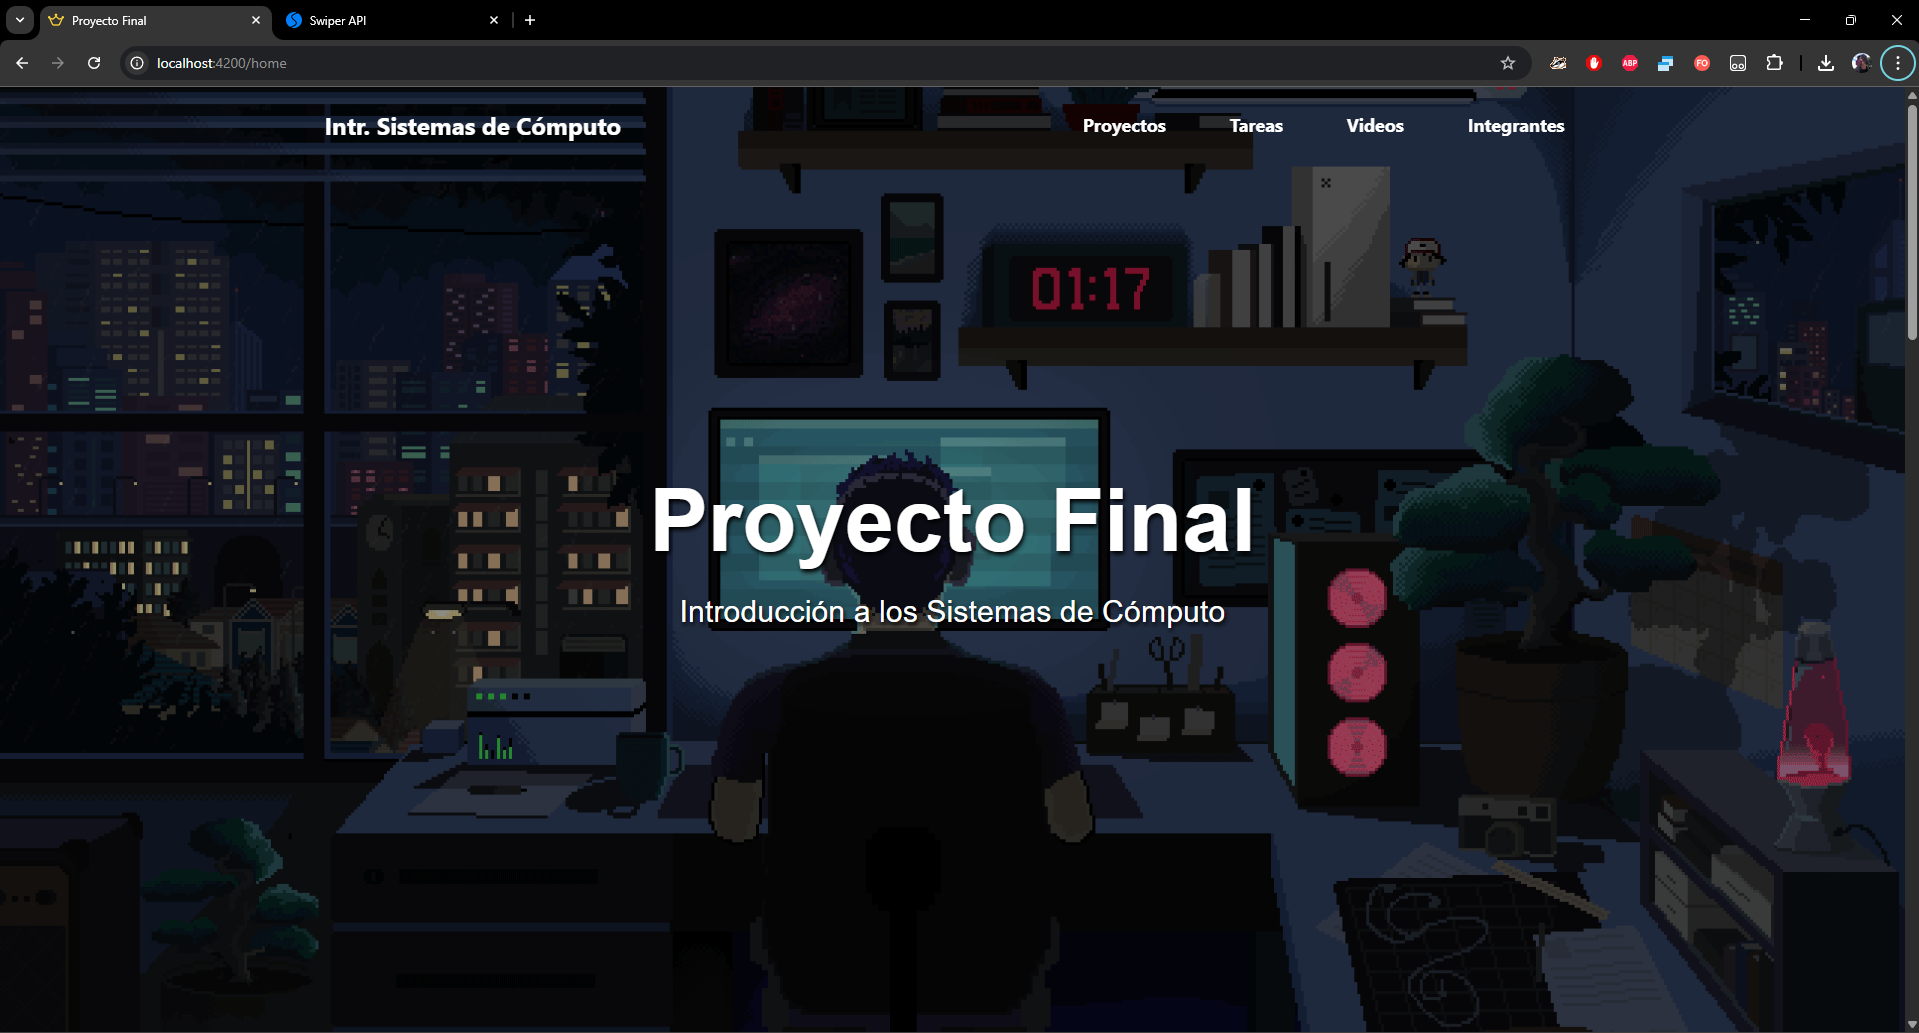 Proyecto Final
Swiper API
localhost:4200/home
ABP
FO
Intr. Sistemas de Cómputo
Proyectos
Tareas
Videos
Integrantes
01:17
Proyecto Final
Introducción a los Sistemas de Cómputo